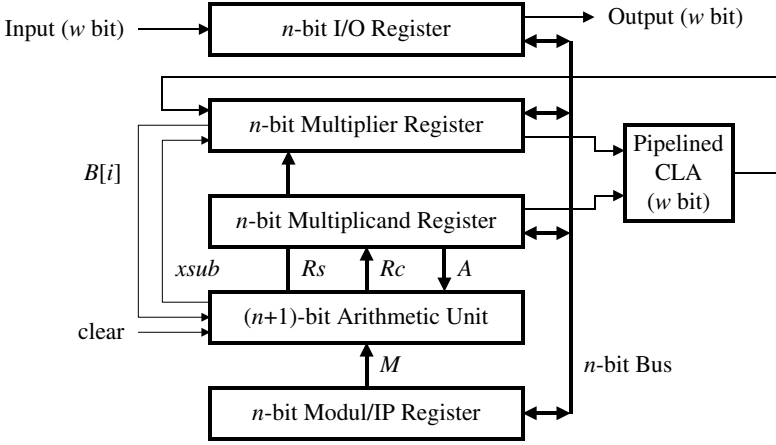 Input (w bit)
n-bit I/O Register
Output (w bit)
n-bit Multiplier Register
Pipelined
CLA
(w bit)
B[i]
n-bit Multiplicand Register
xsub
Rs
Rc
A
(n+1)-bit Arithmetic Unit
clear
M
n-bit Bus
n-bit Modul/IP Register